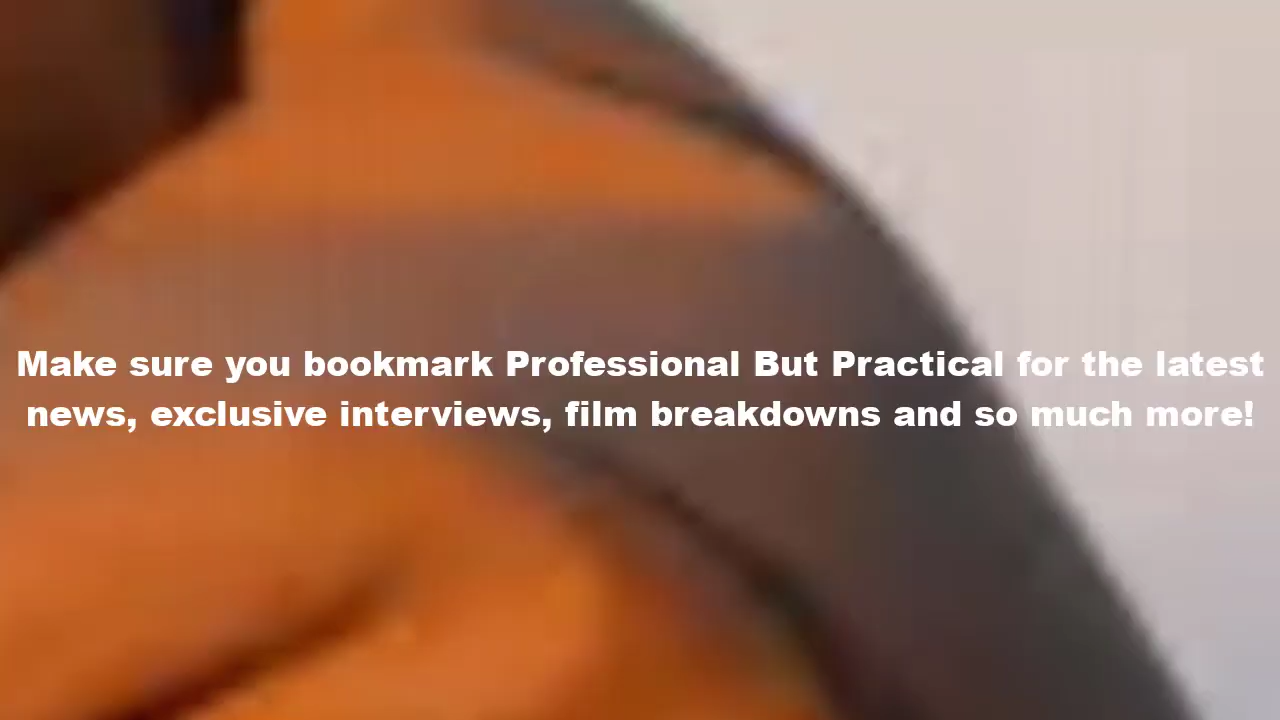 Make sure you bookmark Professional But Practical for the latest
news, exclusive interviews, film breakdowns and so much more!